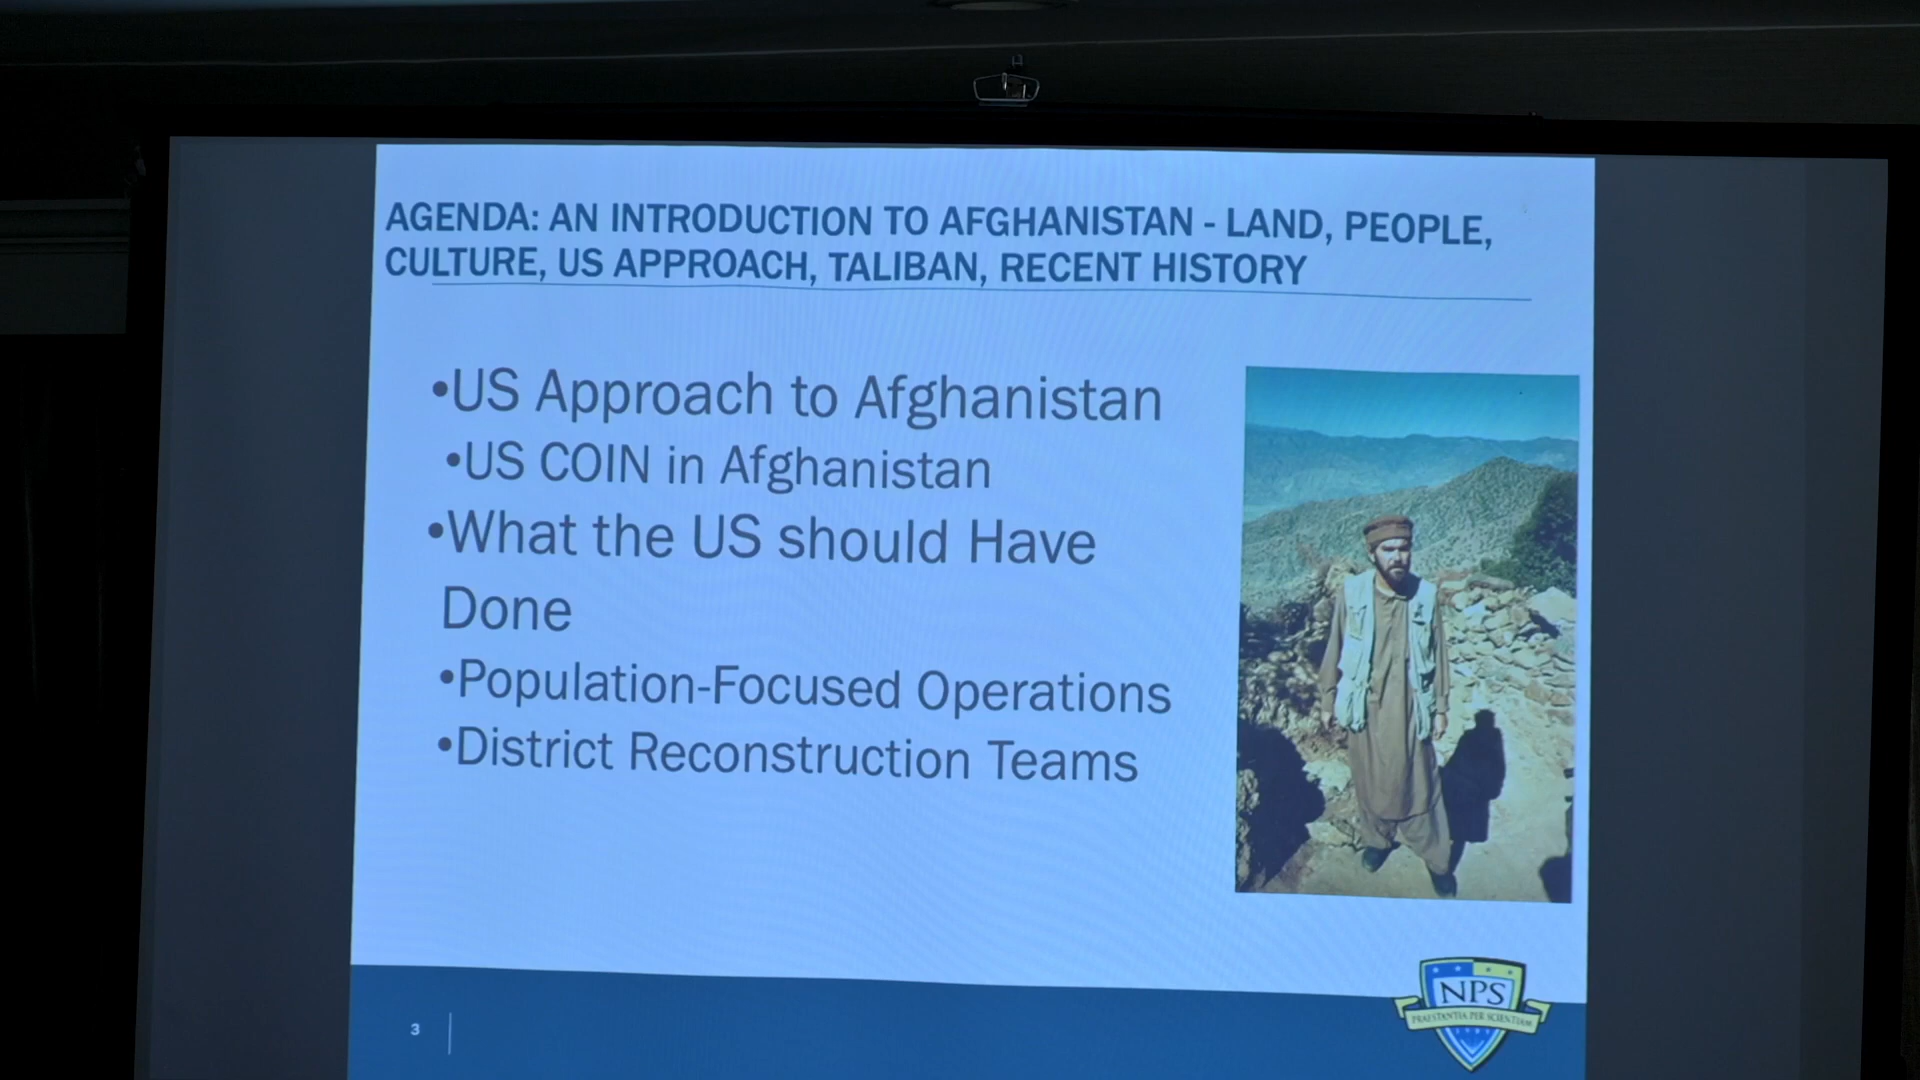 AGENDA: AN INTRODUCTION TO AFGHANISTAN - LAND, PEOPLE,
CULTURE, US APPROACH, TALIBAN, RECENT HISTORY
•US Approach to Afghanistan
•US COIN in Afghanistan
•What the US should Have
Done
•Population-Focused Operations
•District Reconstruction Teams
3
NPS
PRAESTANTIA PER SCIENTIAM